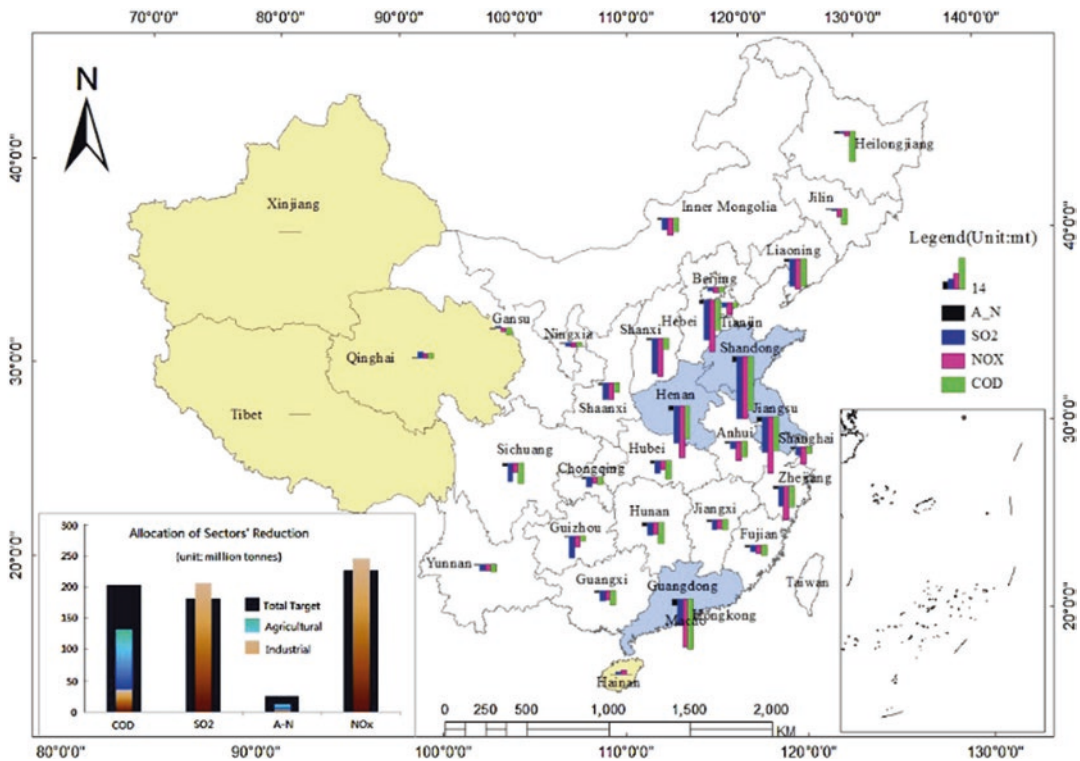 70°0'0" 80°0'0" 90°0'0" 100°0'0" 110°0'0" 120°0'0" 130°0'0" 140°0'0"
N
40°0'0"
30°0'0"
20°0'0"
Xinjiang
Qinghai
Tibet
Gansu
Ningxia
Inner Mongolia
Heilongjiang
Jilin
Liaoning
Beijing
Tianjin
Hebei
Shanxi
Shandong
Shaanxi
Henan
Jiangsu
Anhui
Shanghai
Sichuang
Chongqing
Hubei
Zhejiang
Guizhou
Hunan
Jiangxi
Fujian
Yunnan
Guangxi
Guangdong
Hongkong
Taiwan
Hainan
Legend(Unit:mt)
14
A_N
SO2
NOX
COD
40°0'0"
30°0'0"
20°0'0"
Allocation of Sectors' Reduction
(unit: million tonnes)
300
250
200
150
100
50
0
Total Target
Agricultural
Industrial
COD SO2 A-N NOx
0 250 500 1,000 1,500 2,000
KM
80°0'0" 90°0'0" 100°0'0" 110°0'0" 120°0'0" 130°0'0"